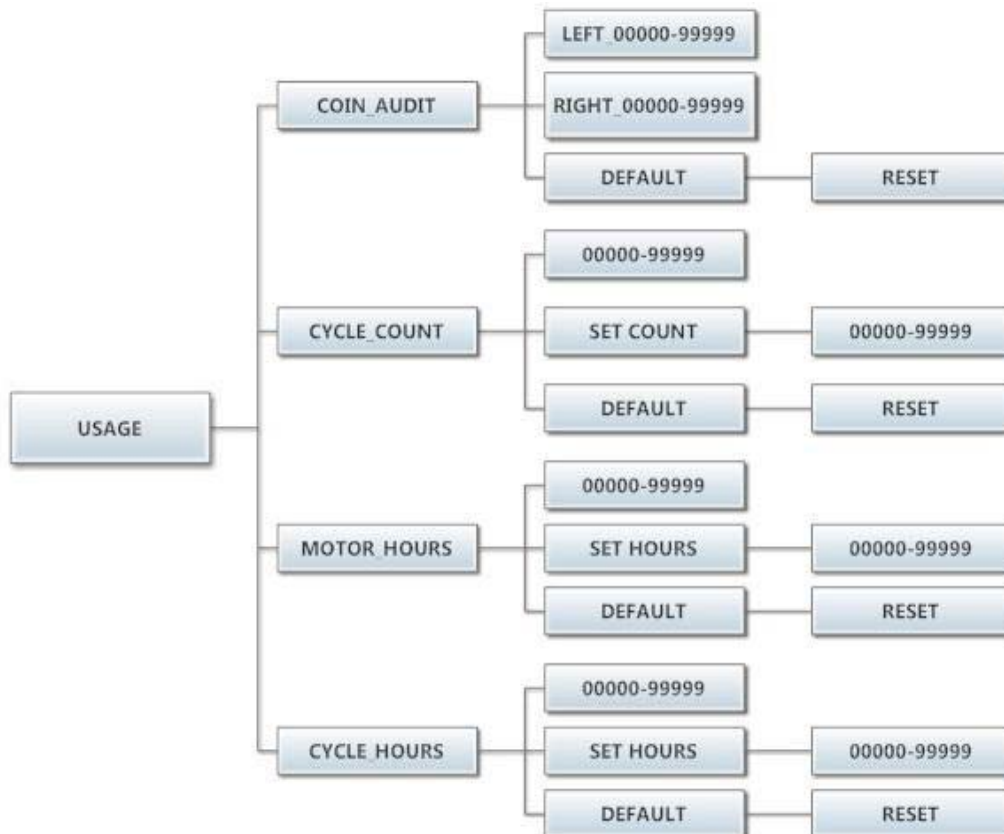 USAGE
COIN_AUDIT
LEFT_00000-99999
RIGHT_00000-99999
DEFAULT
RESET
CYCLE_COUNT
00000-99999
SET COUNT
00000-99999
DEFAULT
RESET
MOTOR_HOURS
00000-99999
SET HOURS
00000-99999
DEFAULT
RESET
CYCLE_HOURS
00000-99999
SET HOURS
00000-99999
DEFAULT
RESET